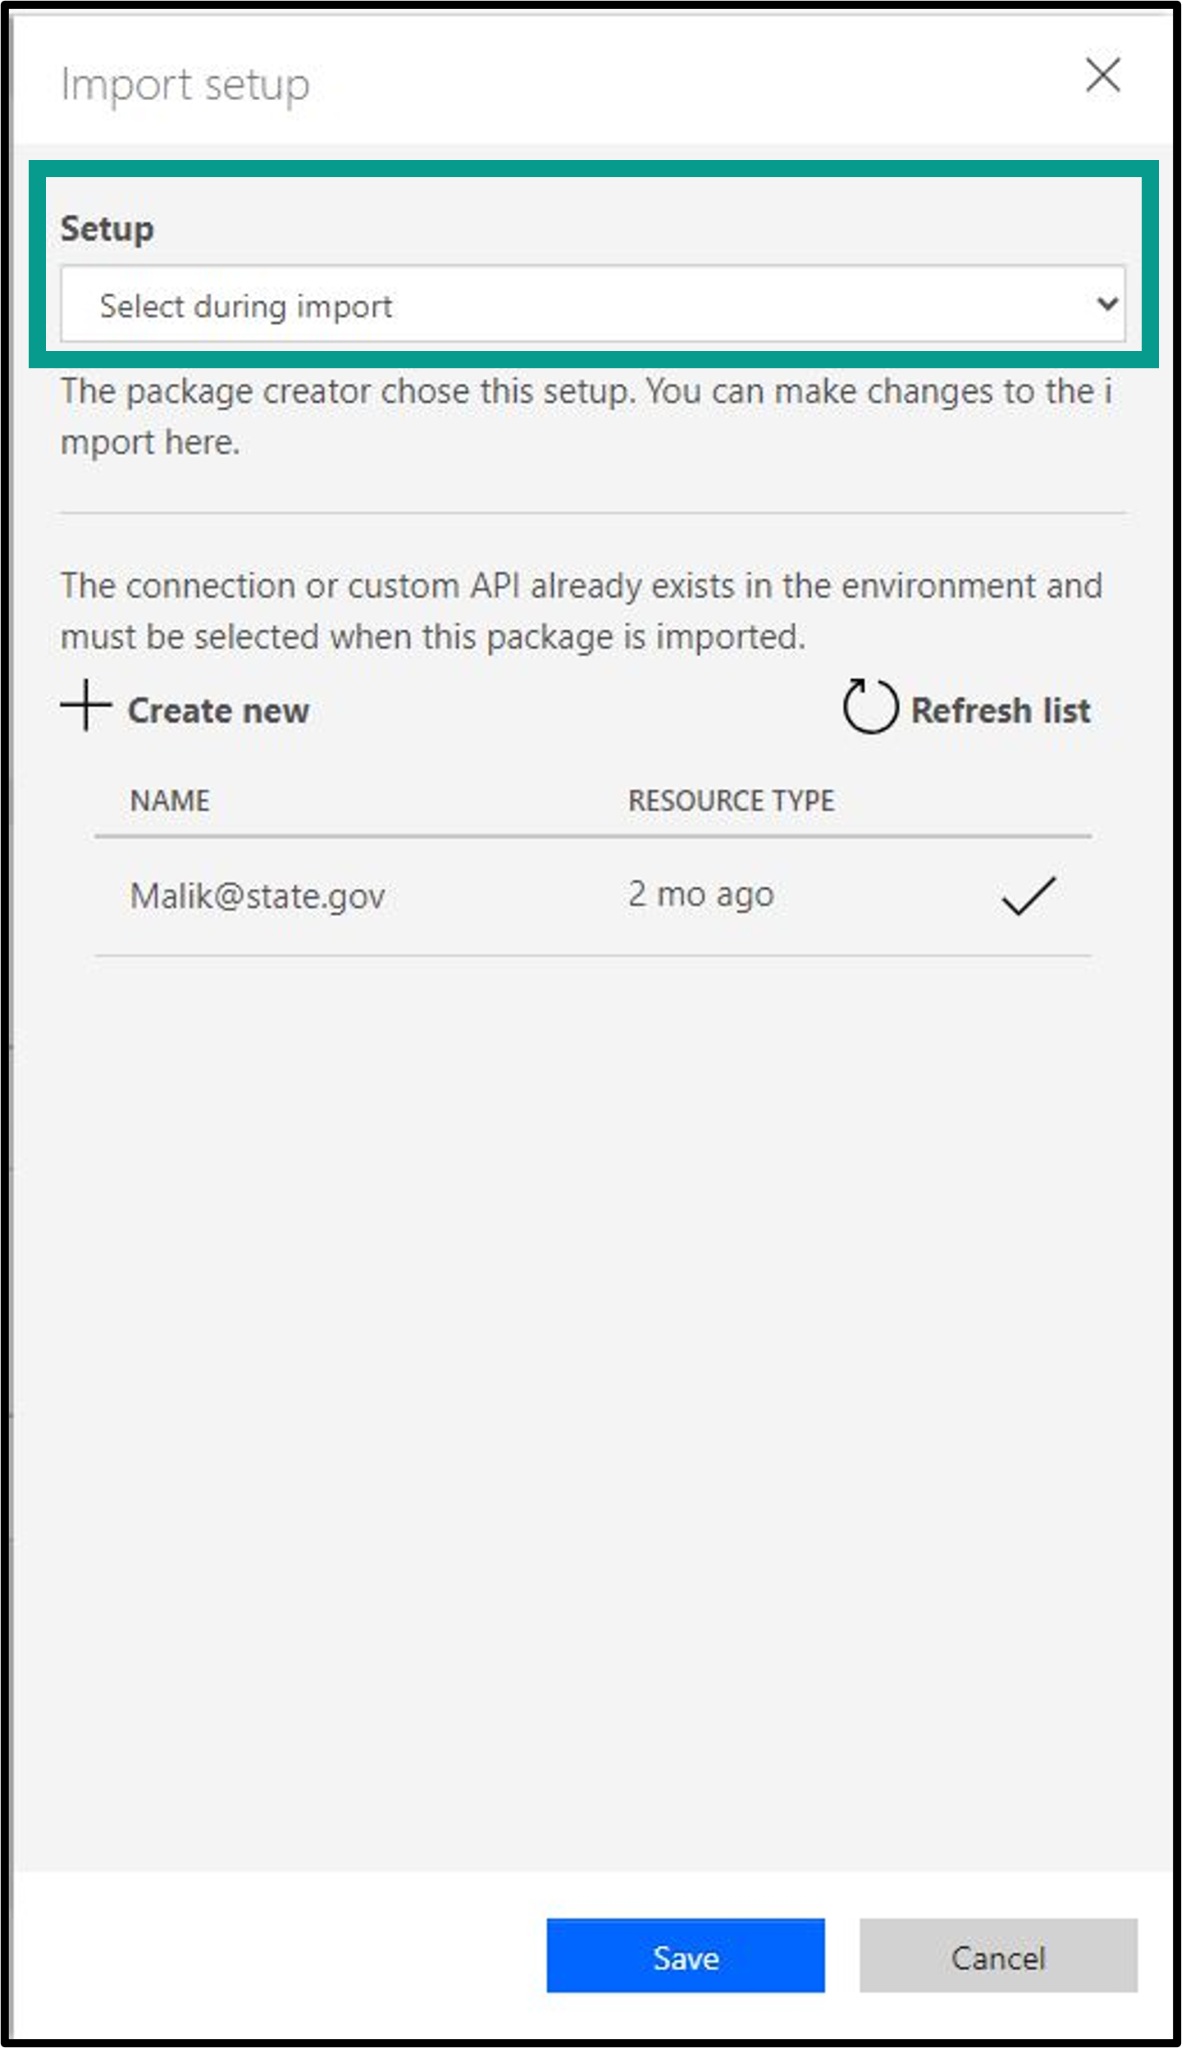 Import setup
Setup
Select during import
The package creator chose this setup. You can make changes to the i
mport here.
The connection or custom API already exists in the environment and
must be selected when this package is imported.
Create new Refresh list
NAME RESOURCE TYPE
Malik@state.gov 2 mo ago
Save Cancel